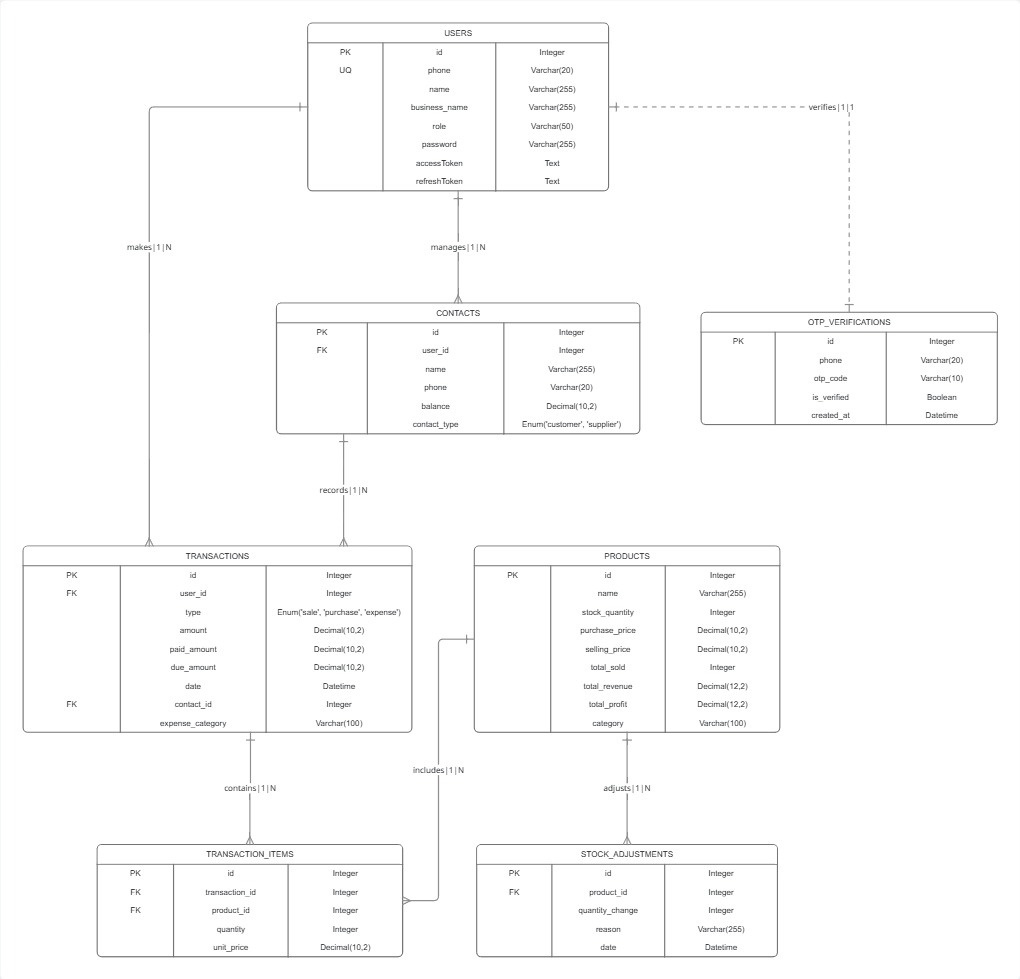 USERS
PK id Integer
UQ phone Varchar(20)
name Varchar(255)
business_name Varchar(255)
role Varchar(50)
password Varchar(255)
accessToken Text
refreshToken Text
verifies|1|1
makes|1|N
manages|1|N
CONTACTS
PK id Integer
FK user_id Integer
name Varchar(255)
phone Varchar(20)
balance Decimal(10,2)
contact_type Enum('customer', 'supplier')
OTP_VERIFICATIONS
PK id Integer
phone Varchar(20)
otp_code Varchar(10)
is_verified Boolean
created_at Datetime
records|1|N
TRANSACTIONS
PK id Integer
FK user_id Integer
type Enum('sale', 'purchase', 'expense')
amount Decimal(10,2)
paid_amount Decimal(10,2)
due_amount Decimal(10,2)
date Datetime
FK contact_id Integer
expense_category Varchar(100)
PRODUCTS
PK id Integer
name Varchar(255)
stock_quantity Integer
purchase_price Decimal(10,2)
selling_price Decimal(10,2)
total_sold Integer
total_revenue Decimal(12,2)
total_profit Decimal(12,2)
category Varchar(100)
includes|1|N
contains|1|N
adjusts|1|N
TRANSACTION_ITEMS
PK id Integer
FK transaction_id Integer
FK product_id Integer
quantity Integer
unit_price Decimal(10,2)
STOCK_ADJUSTMENTS
PK id Integer
FK product_id Integer
quantity_change Integer
reason Varchar(255)
date Datetime